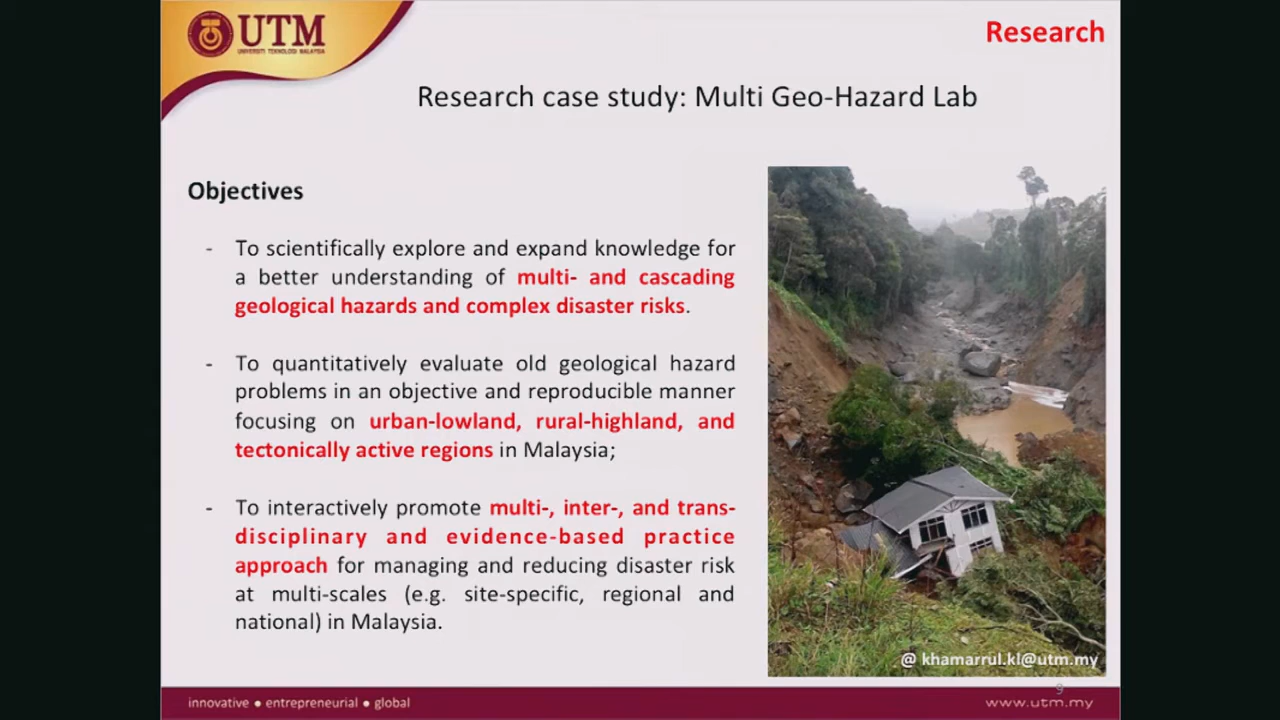 UTM
UNIVERSITI TEKNOLOGI MALAYSIA
Research
Research case study: Multi Geo-Hazard Lab
Objectives
- To scientifically explore and expand knowledge for
a better understanding of multi- and cascading
geological hazards and complex disaster risks.
- To quantitatively evaluate old geological hazard
problems in an objective and reproducible manner
focusing on urban-lowland, rural-highland, and
tectonically active regions in Malaysia;
- To interactively promote multi-, inter-, and trans-
disciplinary and evidence-based practice
approach for managing and reducing disaster risk
at multi-scales (e.g. site-specific, regional and
national) in Malaysia.
@ khamarrul.kl@utm.my
9
innovative ● entrepreneurial ● global
www.utm.my